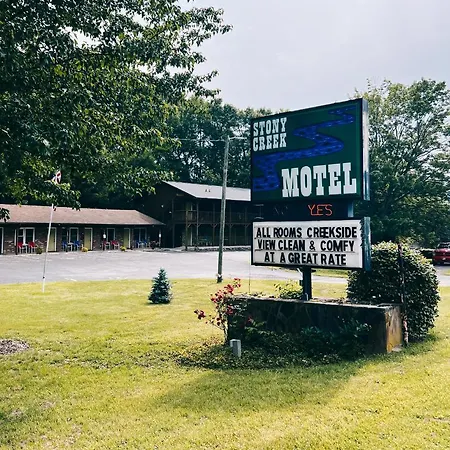 STONY
CREEK
MOTEL
YES
ALL ROOMS CREEKSIDE
VIEW CLEAN & COMFY
AT A GREAT RATE